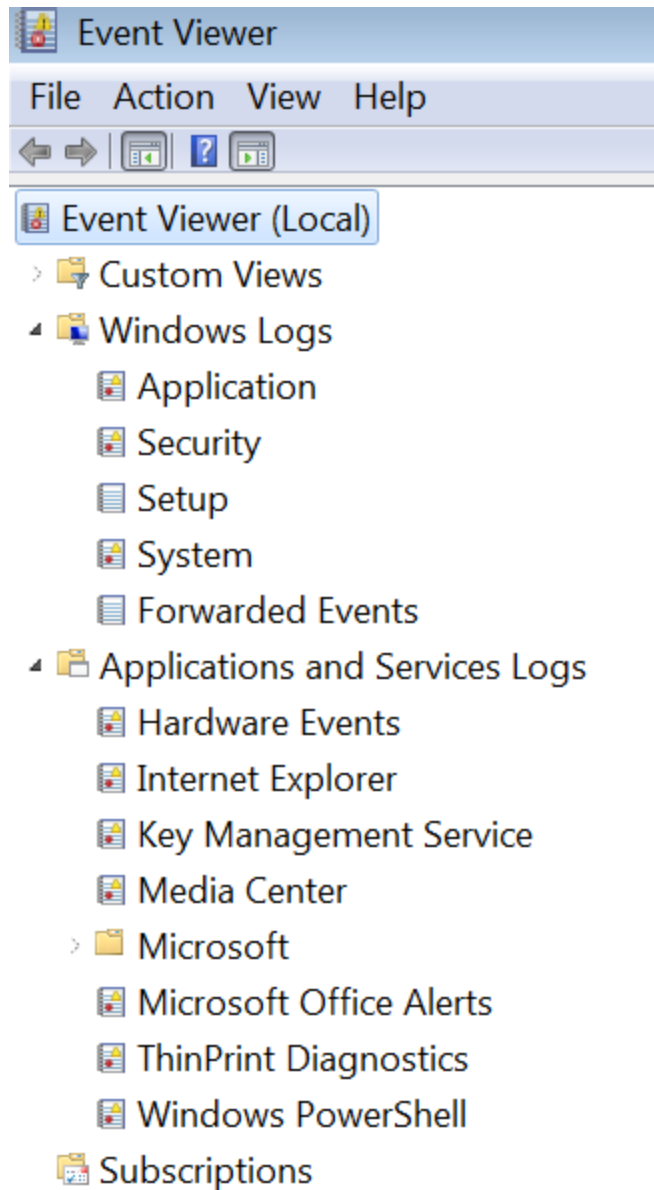 Event Viewer
File Action View Help
?
Event Viewer (Local)
Custom Views
Windows Logs
Application
Security
Setup
System
Forwarded Events
Applications and Services Logs
Hardware Events
Internet Explorer
Key Management Service
Media Center
Microsoft
Microsoft Office Alerts
ThinPrint Diagnostics
Windows PowerShell
Subscriptions